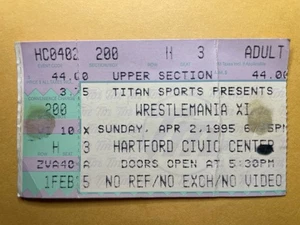 HC0402 200 H 3 ADULT
44.00 UPPER SECTION 44.00
5 TITAN SPORTS PRESENTS
200 WRESTLEMANIA XI
10 X SUNDAY, APR 2,1995
H 3 HARTFORD CIVIC CENTER
ZVA40 A DOORS OPEN AT 5:30PM
1FEB 5 NO REF/NO EXCH/NO VIDEO